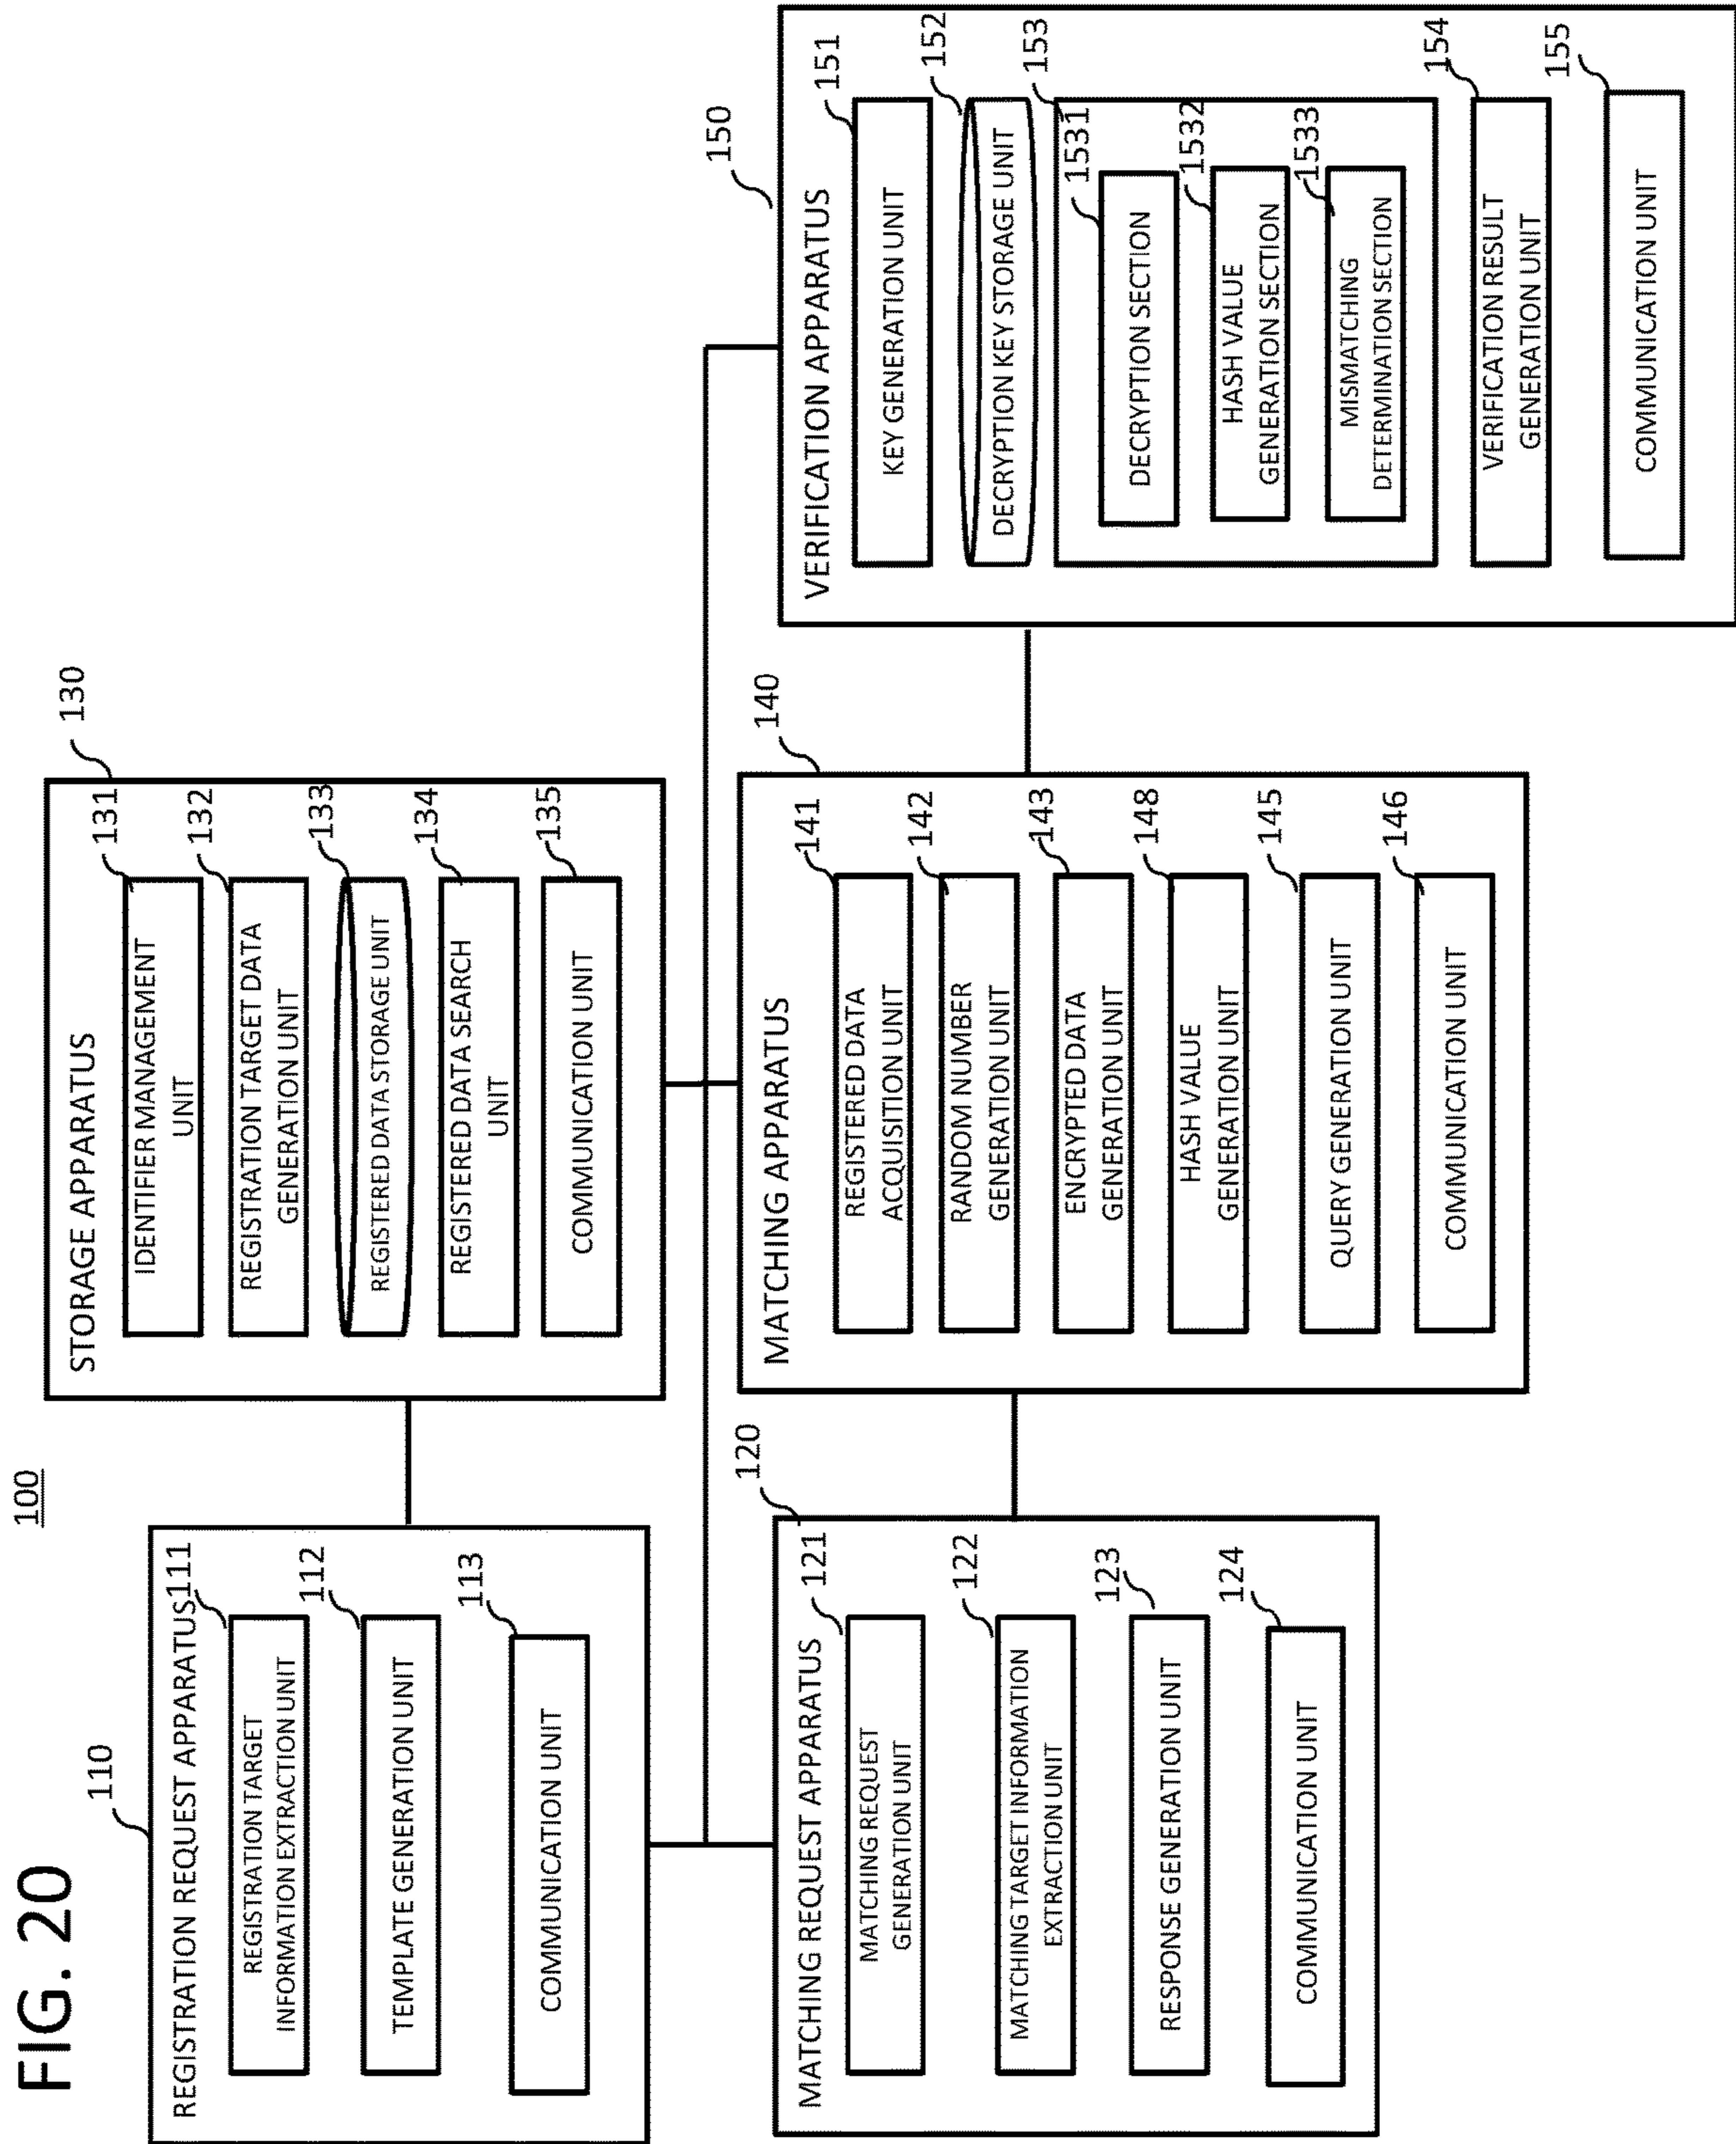 FIG. 20
100
110
REGISTRATION REQUEST APPARATUS
111
REGISTRATION TARGET
INFORMATION EXTRACTION UNIT
112
TEMPLATE GENERATION UNIT
113
COMMUNICATION UNIT
120
MATCHING REQUEST APPARATUS
121
MATCHING REQUEST
GENERATION UNIT
122
MATCHING TARGET INFORMATION
EXTRACTION UNIT
123
RESPONSE GENERATION UNIT
124
COMMUNICATION UNIT
130
STORAGE APPARATUS
131
IDENTIFIER MANAGEMENT
UNIT
132
REGISTRATION TARGET DATA
GENERATION UNIT
133
REGISTERED DATA STORAGE UNIT
134
REGISTERED DATA SEARCH
UNIT
135
COMMUNICATION UNIT
140
MATCHING APPARATUS
141
REGISTERED DATA
ACQUISITION UNIT
142
RANDOM NUMBER
GENERATION UNIT
143
ENCRYPTED DATA
GENERATION UNIT
148
HASH VALUE
GENERATION UNIT
145
QUERY GENERATION UNIT
146
COMMUNICATION UNIT
150
VERIFICATION APPARATUS
151
KEY GENERATION UNIT
152
DECRYPTION KEY STORAGE UNIT
153
1531
DECRYPTION SECTION
1532
HASH VALUE
GENERATION SECTION
1533
MISMATCHING
DETERMINATION SECTION
154
VERIFICATION RESULT
GENERATION UNIT
155
COMMUNICATION UNIT